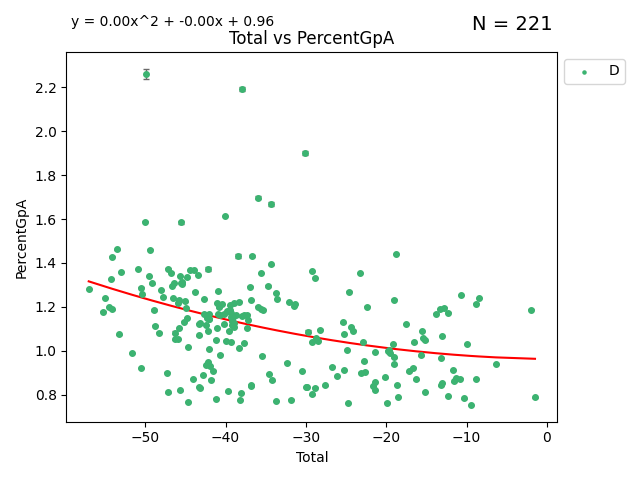 y = 0.00x^2 + -0.00x + 0.96
N = 221
Total vs PercentGpA
D
PercentGpA
2.2
2.0
1.8
1.6
1.4
1.2
1.0
0.8
−50
−40
−30
−20
−10
0
Total